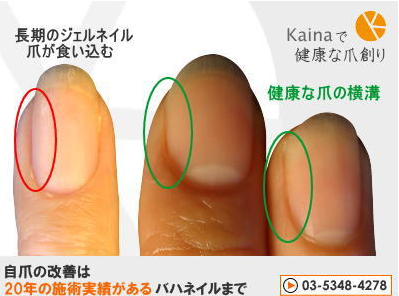 長期のジェルネイル
爪が食い込む
Kainaで
健康な爪創り
健康な爪の横溝
自爪の改善は
20年の施術実績があるバハネイルまで
03-5348-4278